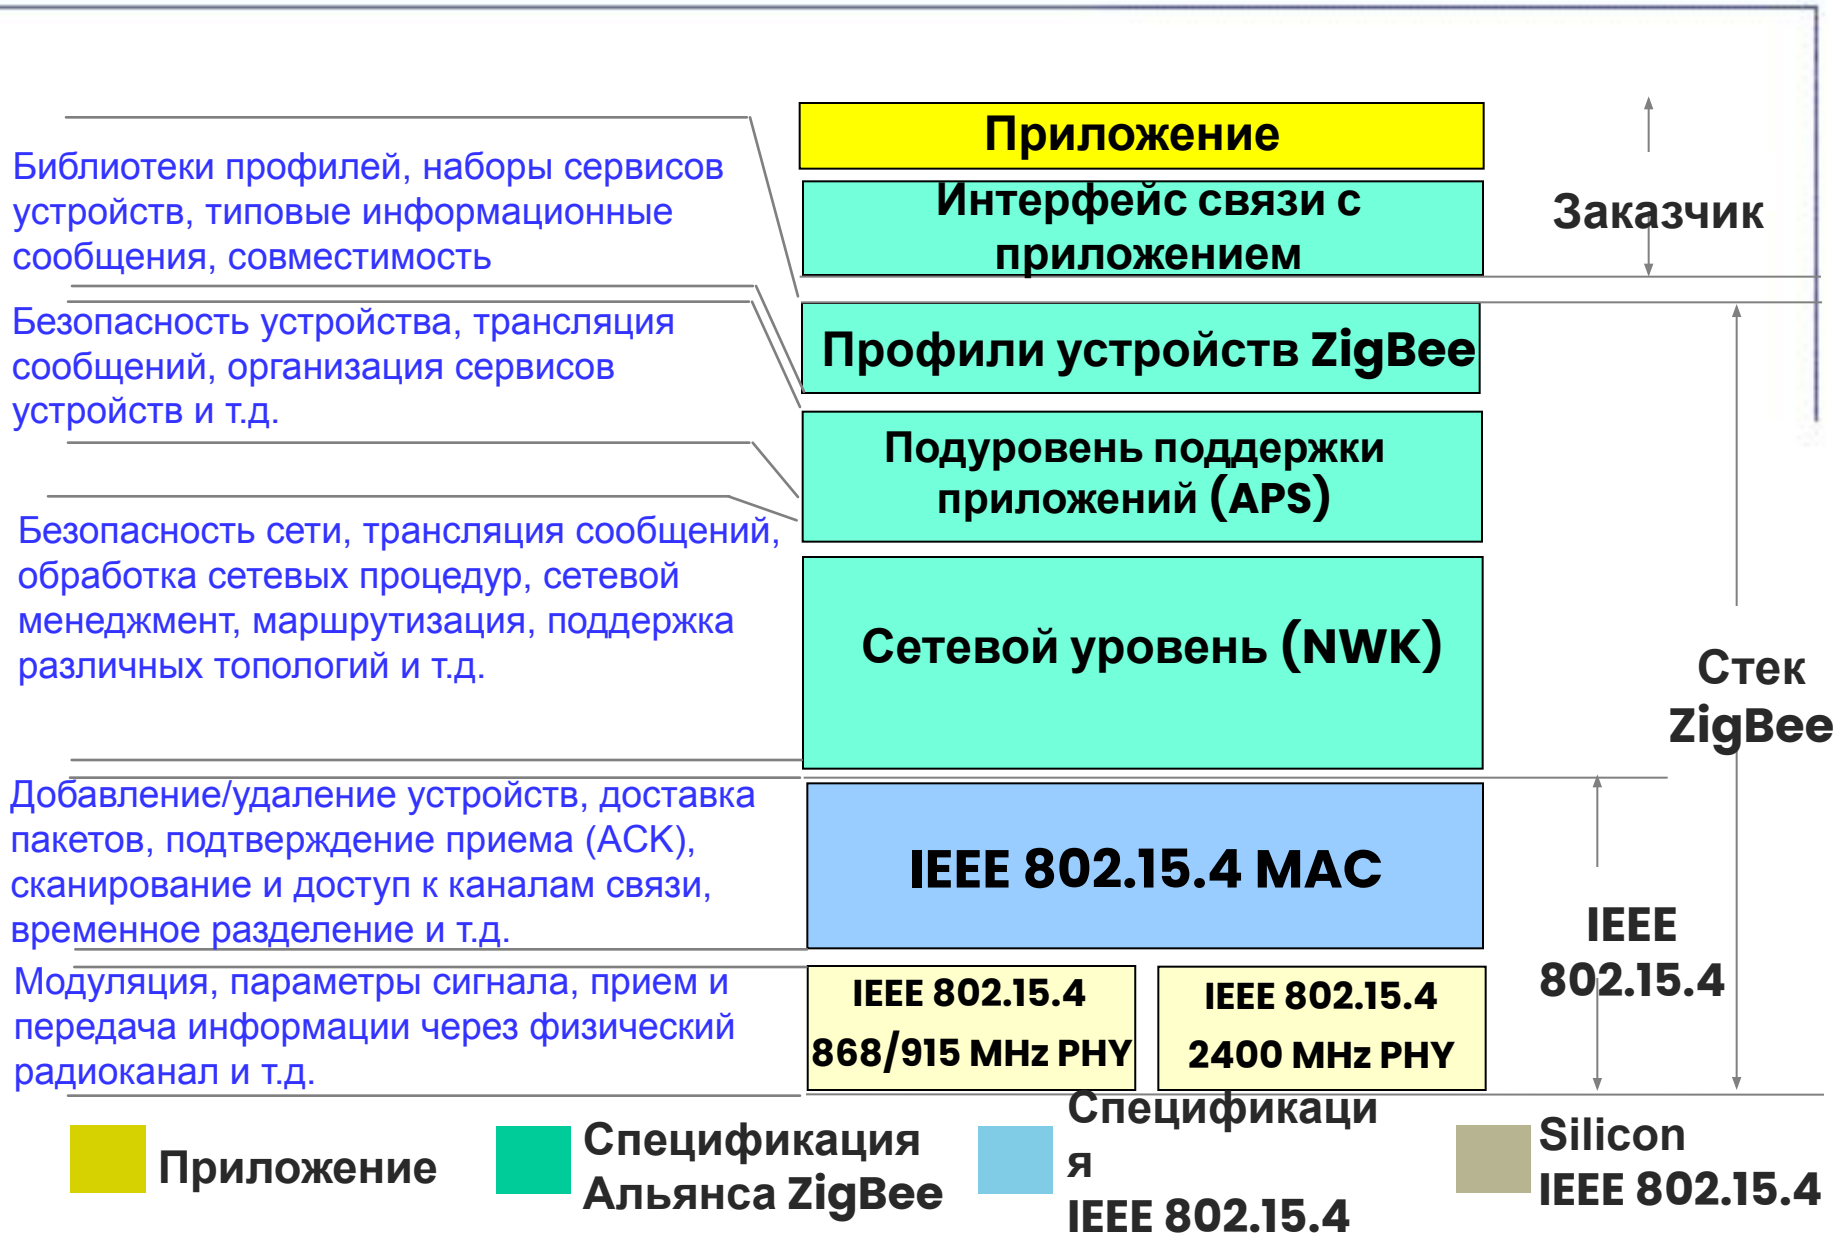 Приложение
Интерфейс связи с
приложением
Заказчик
Библиотеки профилей, наборы сервисов
устройств, типовые информационные
сообщения, совместимость
Профили устройств ZigBee
Безопасность устройства, трансляция
сообщений, организация сервисов
устройств и т.д.
Подуровень поддержки
приложений (APS)
Безопасность сети, трансляция сообщений,
обработка сетевых процедур, сетевой
менеджмент, маршрутизация, поддержка
различных топологий и т.д.
Сетевой уровень (NWK)
Стек
ZigBee
Добавление/удаление устройств, доставка
пакетов, подтверждение приема (ACK),
сканирование и доступ к каналам связи,
временное разделение и т.д.
IEEE 802.15.4 MAC
IEEE
802.15.4
Модуляция, параметры сигнала, прием и
передача информации через физический
радиоканал и т.д.
IEEE 802.15.4
868/915 MHz PHY
IEEE 802.15.4
2400 MHz PHY
Приложение
Спецификация
Альянса ZigBee
Спецификаци
я
IEEE 802.15.4
Silicon
IEEE 802.15.4